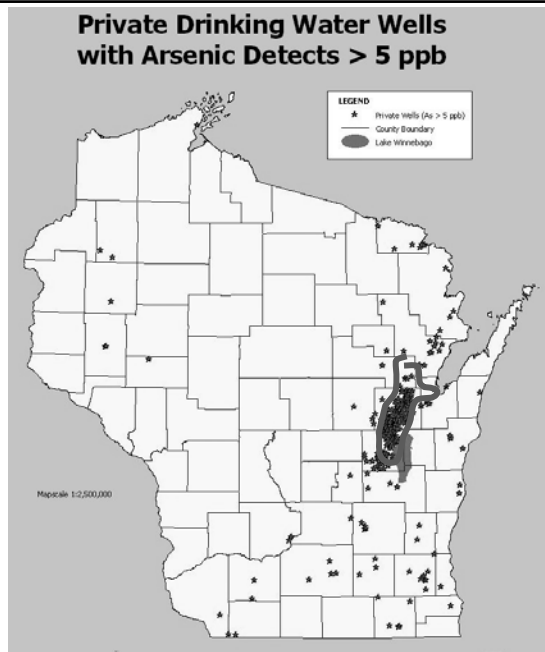 Private Drinking Water Wells
with Arsenic Detects > 5 ppb
LEGEND
Private Wells (As > 5 ppb)
County Boundary
Lake Winnebago
Mapscale 1:2,500,000